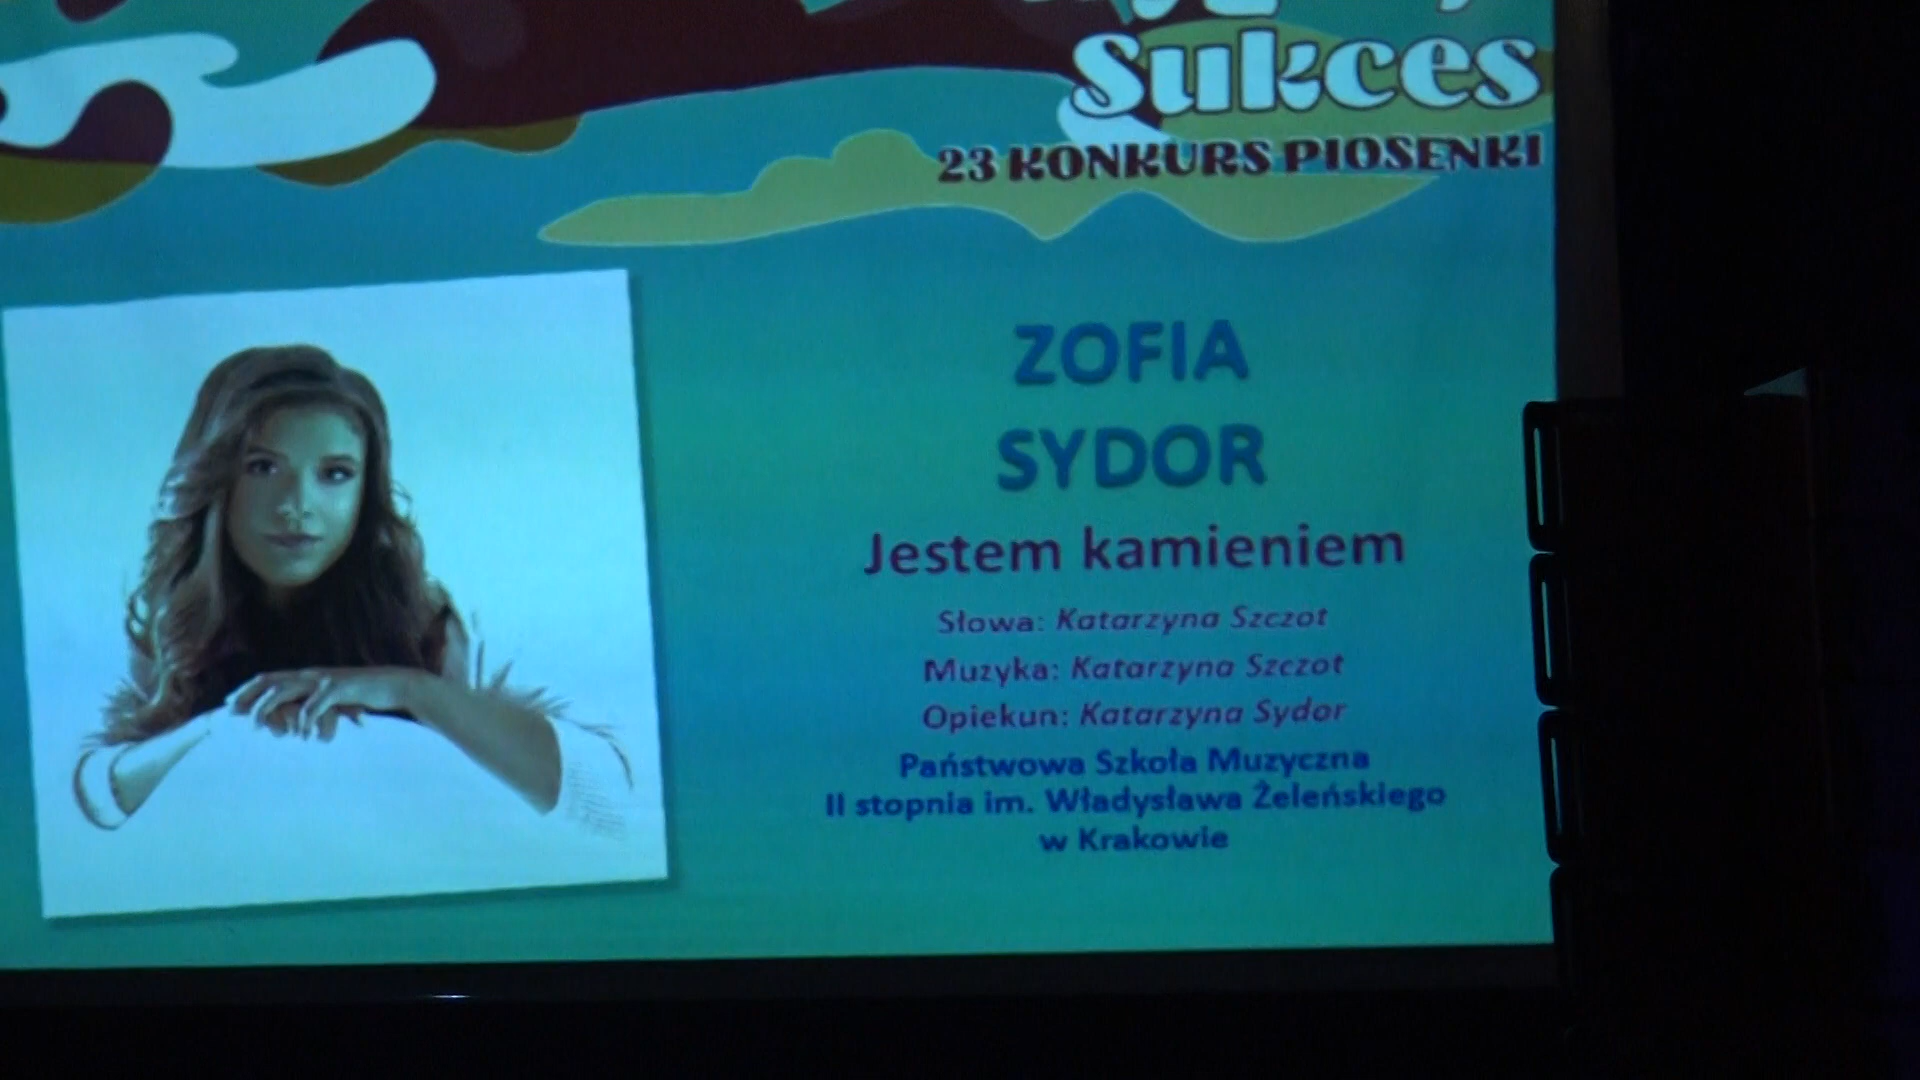 Sukces
23 KONKURS PIOSENKI
ZOFIA
SYDOR
Jestem kamieniem
Słowa: Katarzyna Szczot
Muzyka: Katarzyna Szczot
Opiekun: Katarzyna Sydor
Państwowa Szkoła Muzyczna
II stopnia im. Władysława Żeleńskiego
w Krakowie